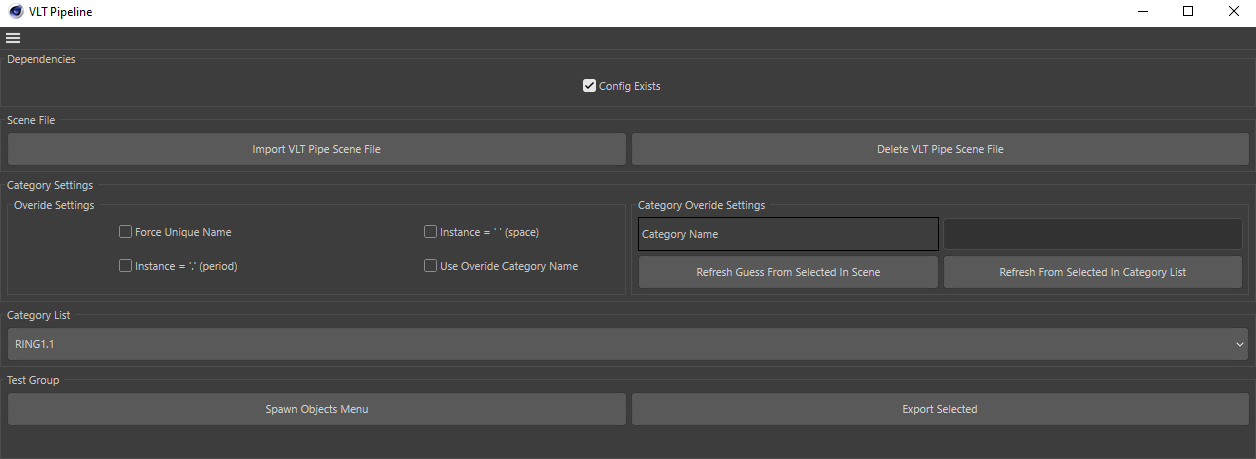 VLT Pipeline
Dependencies
Config Exists
Scene File
Import VLT Pipe Scene File
Delete VLT Pipe Scene File
Category Settings
Overide Settings
Category Overide Settings
Force Unique Name
Instance = ' ' (space)
Category Name
Instance = '.' (period)
Use Overide Category Name
Refresh Guess From Selected In Scene
Refresh From Selected In Category List
Category List
RING1.1
Test Group
Spawn Objects Menu
Export Selected